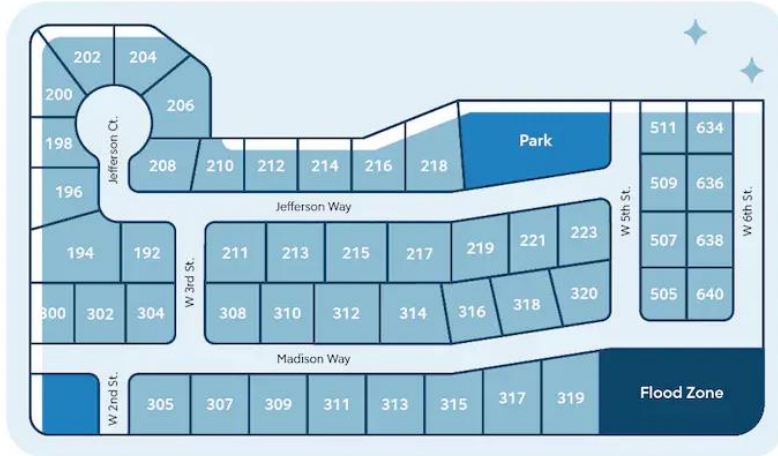 202 204
200 206
198
Jefferson Ct.
196
208 210 212 214 216 218
Park
511 634
509 636
507 638
505 640
W 5th St.
W 6th St.
Jefferson Way
194 192
W 3rd St.
211 213 215 217 219 221 223
300 302 304
308 310 312 314 316 318 320
Madison Way
W 2nd St.
305 307 309 311 313 315 317 319
Flood Zone